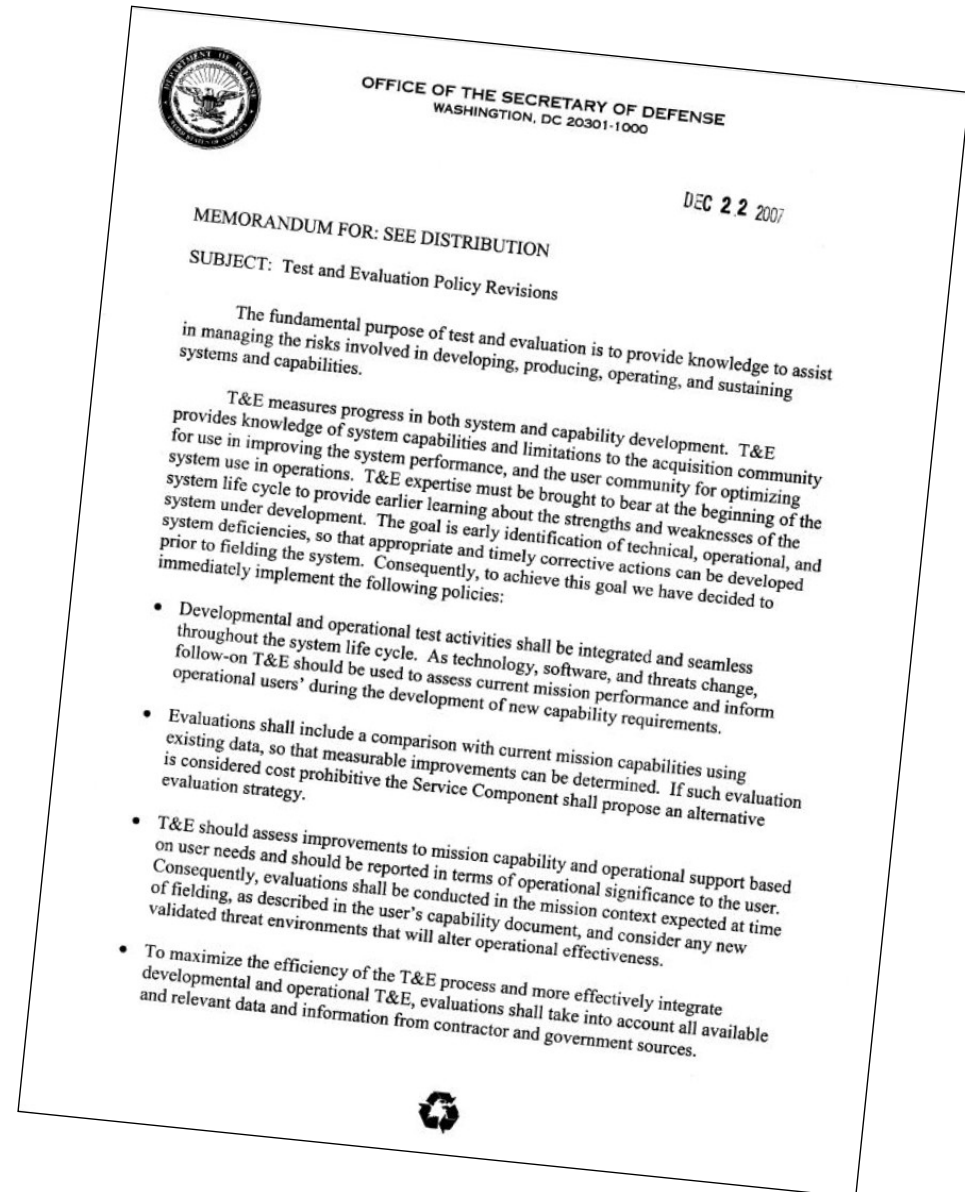 DEPARTMENT OF DEFENSE
UNITED STATES OF AMERICA
OFFICE OF THE SECRETARY OF DEFENSE
WASHINGTION, DC 20301-1000
DEC 22 2007
MEMORANDUM FOR: SEE DISTRIBUTION
SUBJECT: Test and Evaluation Policy Revisions
The fundamental purpose of test and evaluation is to provide knowledge to assist
in managing the risks involved in developing, producing, operating, and sustaining
systems and capabilities.
T&E measures progress in both system and capability development. T&E
provides knowledge of system capabilities and limitations to the acquisition community
for use in improving the system performance, and the user community for optimizing
system use in operations. T&E expertise must be brought to bear at the beginning of the
system life cycle to provide earlier learning about the strengths and weaknesses of the
system under development. The goal is early identification of technical, operational, and
system deficiencies, so that appropriate and timely corrective actions can be developed
prior to fielding the system. Consequently, to achieve this goal we have decided to
immediately implement the following policies:
• Developmental and operational test activities shall be integrated and seamless
throughout the system life cycle. As technology, software, and threats change,
follow-on T&E should be used to assess current mission performance and inform
operational users' during the development of new capability requirements.
• Evaluations shall include a comparison with current mission capabilities using
existing data, so that measurable improvements can be determined. If such evaluation
is considered cost prohibitive the Service Component shall propose an alternative
evaluation strategy.
• T&E should assess improvements to mission capability and operational support based
on user needs and should be reported in terms of operational significance to the user.
Consequently, evaluations shall be conducted in the mission context expected at time
of fielding, as described in the user's capability document, and consider any new
validated threat environments that will alter operational effectiveness.
• To maximize the efficiency of the T&E process and more effectively integrate
developmental and operational T&E, evaluations shall take into account all available
and relevant data and information from contractor and government sources.